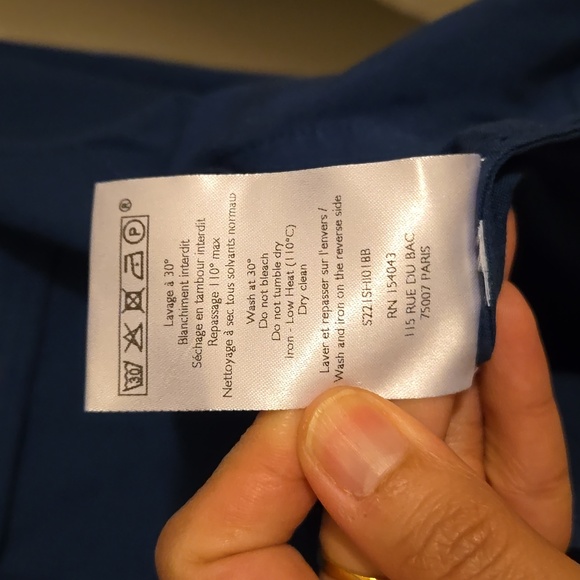 ®
30 P
Lavage à 30°
Blanchiment interdit
Séchage en tambour interdit
Repassage 110° max
Nettoyage à sec tous solvants normaux
Wash at 30°
Do not bleach
Do not tumble dry
Iron - Low Heat (110°C)
Dry clean
Laver et repasser sur l'envers /
Wash and iron on the reverse side
S221SHI01BB
RN 154043
115 RUE DU BAC
75007 PARIS